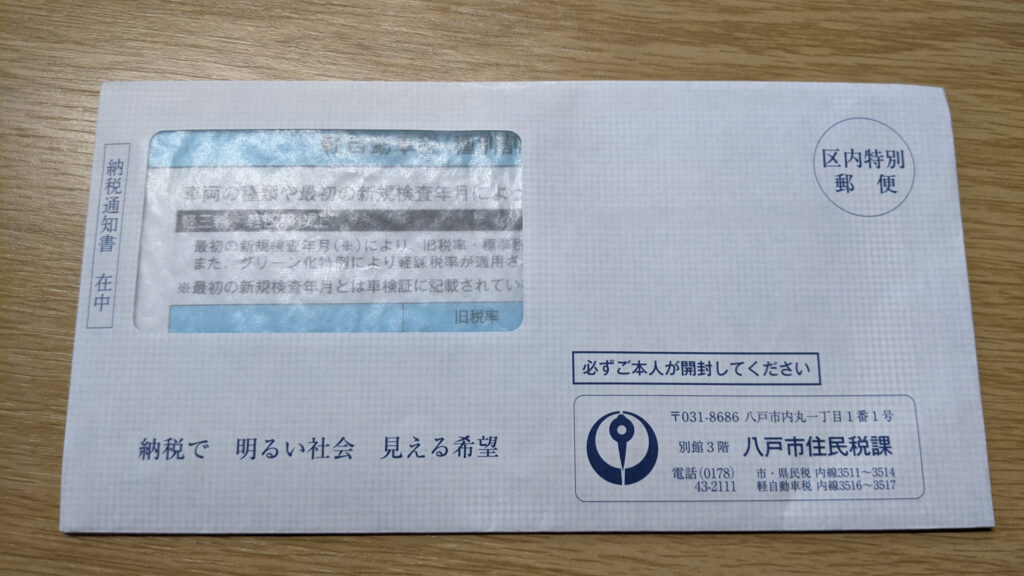 納税通知書 在中
車両の種類や最初の新規検査年月によっ
最初の新規検査年月(※)により、旧税率・標準税
また、グリーン化特例により軽課税率が適用さ
※最初の新規検査年月とは車検証に記載されてい
旧税率
区内特別
郵便
必ずご本人が開封してください
〒031-8686 八戸市内丸一丁目1番1号
別館3階 八戸市住民税課
電話(0178) 市・県民税 内線3511～3514
43-2111 軽自動車税 内線3516～3517
納税で 明るい社会 見える希望